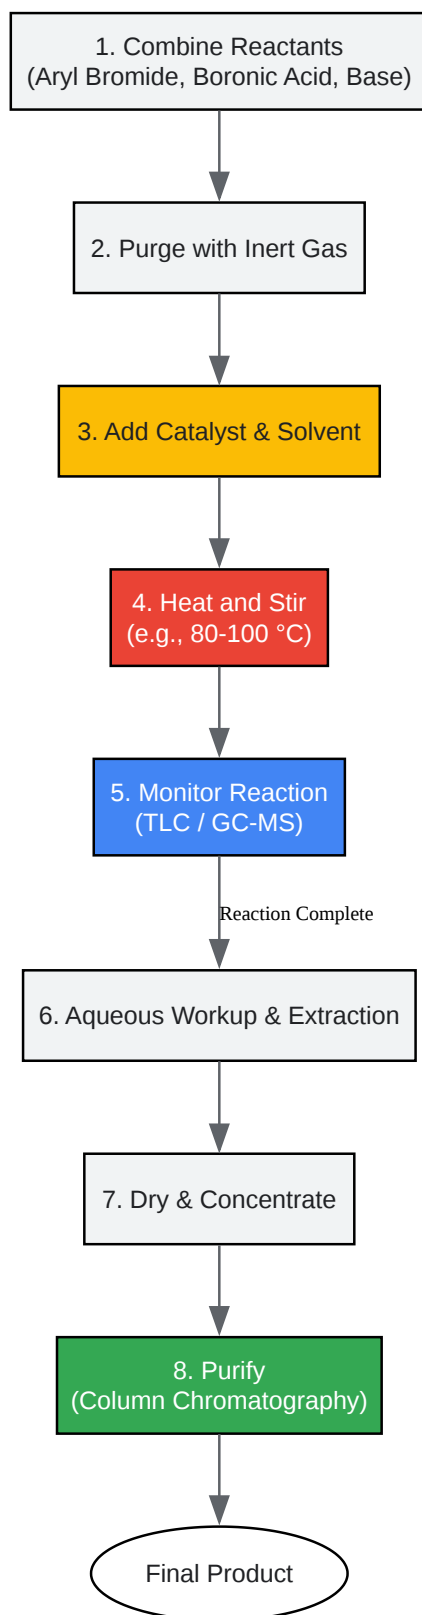 1. Combine Reactants
(Aryl Bromide, Boronic Acid, Base)
2. Purge with Inert Gas
3. Add Catalyst & Solvent
4. Heat and Stir
(e.g., 80-100 °C)
5. Monitor Reaction
(TLC / GC-MS)
Reaction Complete
6. Aqueous Workup & Extraction
7. Dry & Concentrate
8. Purify
(Column Chromatography)
Final Product